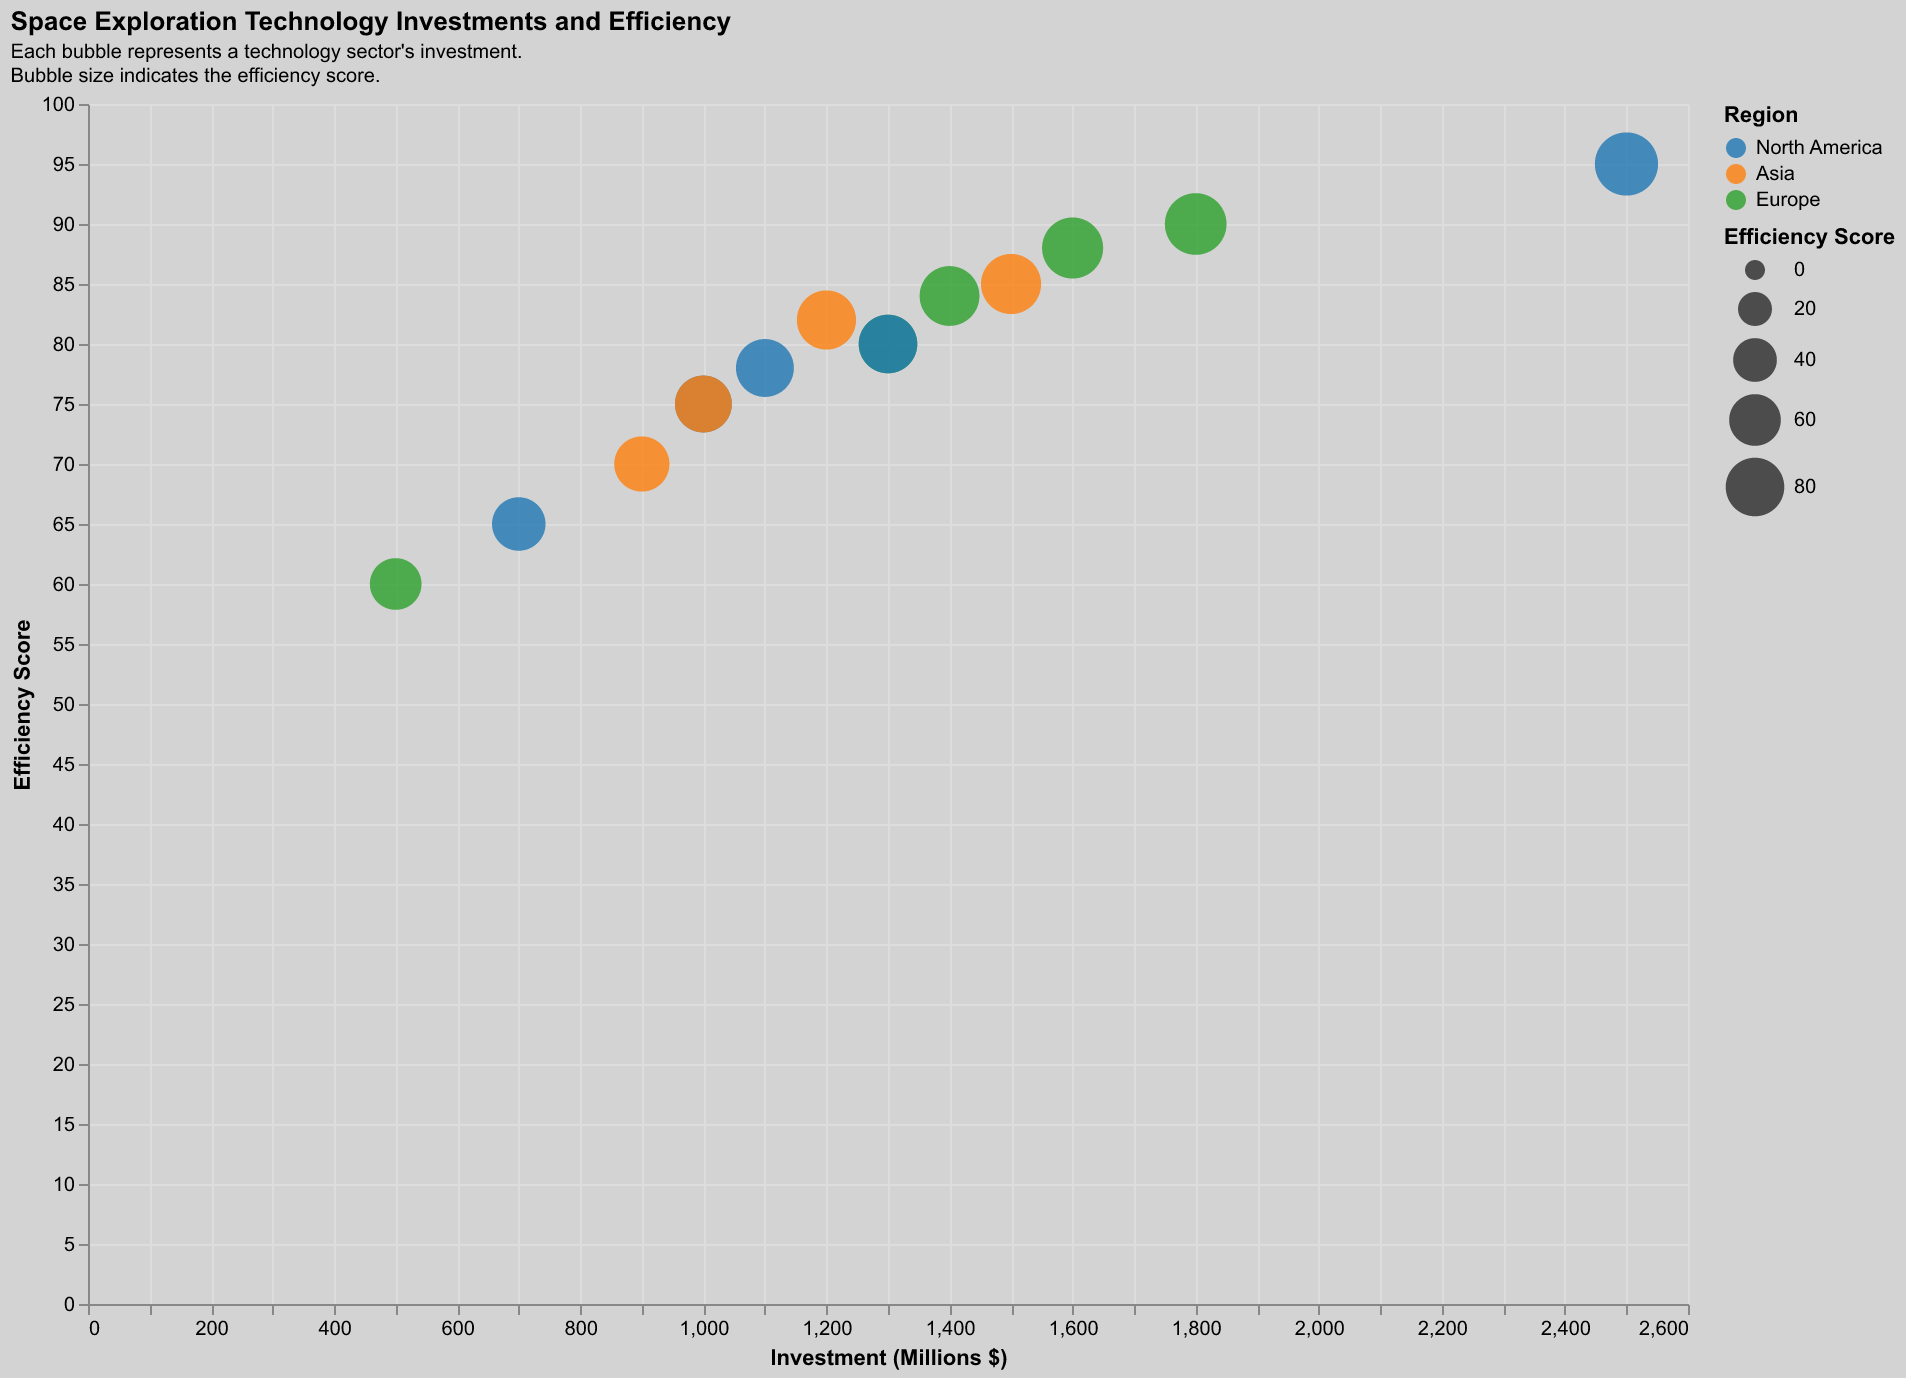 Space Exploration Technology Investments and Efficiency
Each bubble represents a technology sector's investment.
Bubble size indicates the efficiency score.
100
95
90
85
80
75
70
65
60
55
50
45
40
35
30
25
20
15
10
5
0
Efficiency Score
0 200 400 600 800 1,000 1,200 1,400 1,600 1,800 2,000 2,200 2,400 2,600
Investment (Millions $)
Region
North America
Asia
Europe
Efficiency Score
0
20
40
60
80